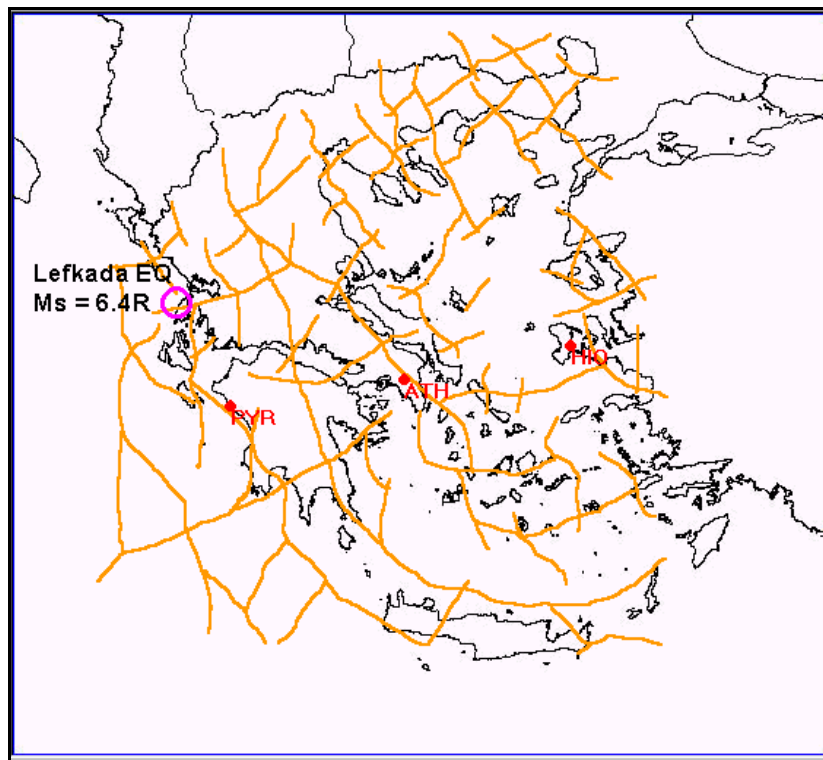 Lefkada EQ
Ms = 6.4R
HIO
ATH
PYR